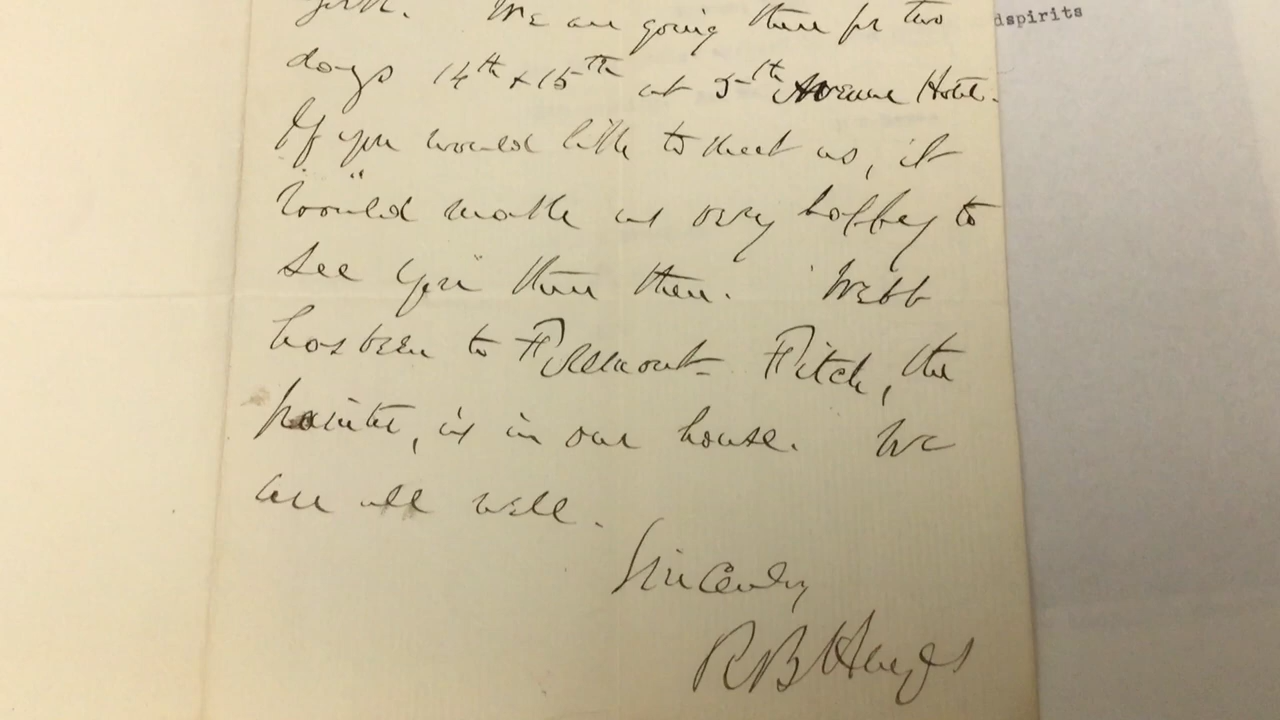 York. We are going there for two
dspirits
days 14th & 15th at 5th Avenue Hotel.
If you would like to meet us, it
would make us very happy to
see you there then. Webb
has been to Fremont. Fitch, the
painter, is in our house. We
are all well.
Sincerely
R B Hayes